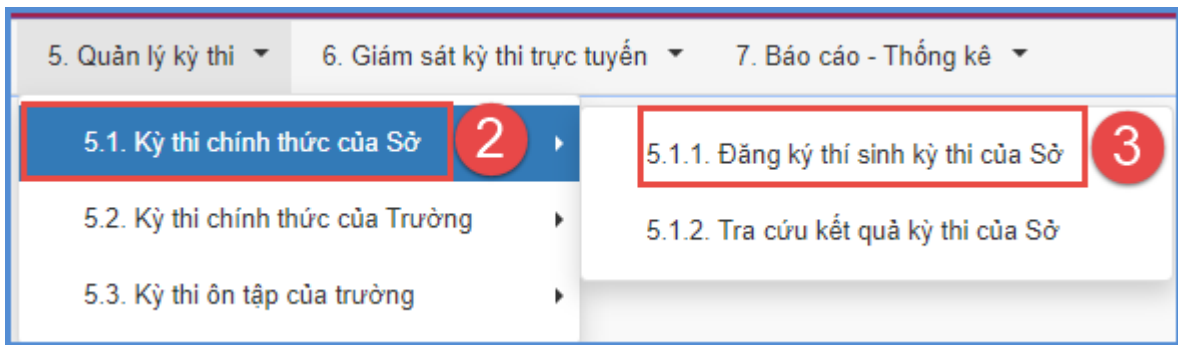 5. Quản lý kỳ thi 6. Giám sát kỳ thi trực tuyến 7. Báo cáo - Thống kê
5.1. Kỳ thi chính thức của Sở 2
5.1.1. Đăng ký thí sinh kỳ thi của Sở 3
5.2. Kỳ thi chính thức của Trường
5.1.2. Tra cứu kết quả kỳ thi của Sở
5.3. Kỳ thi ôn tập của trường